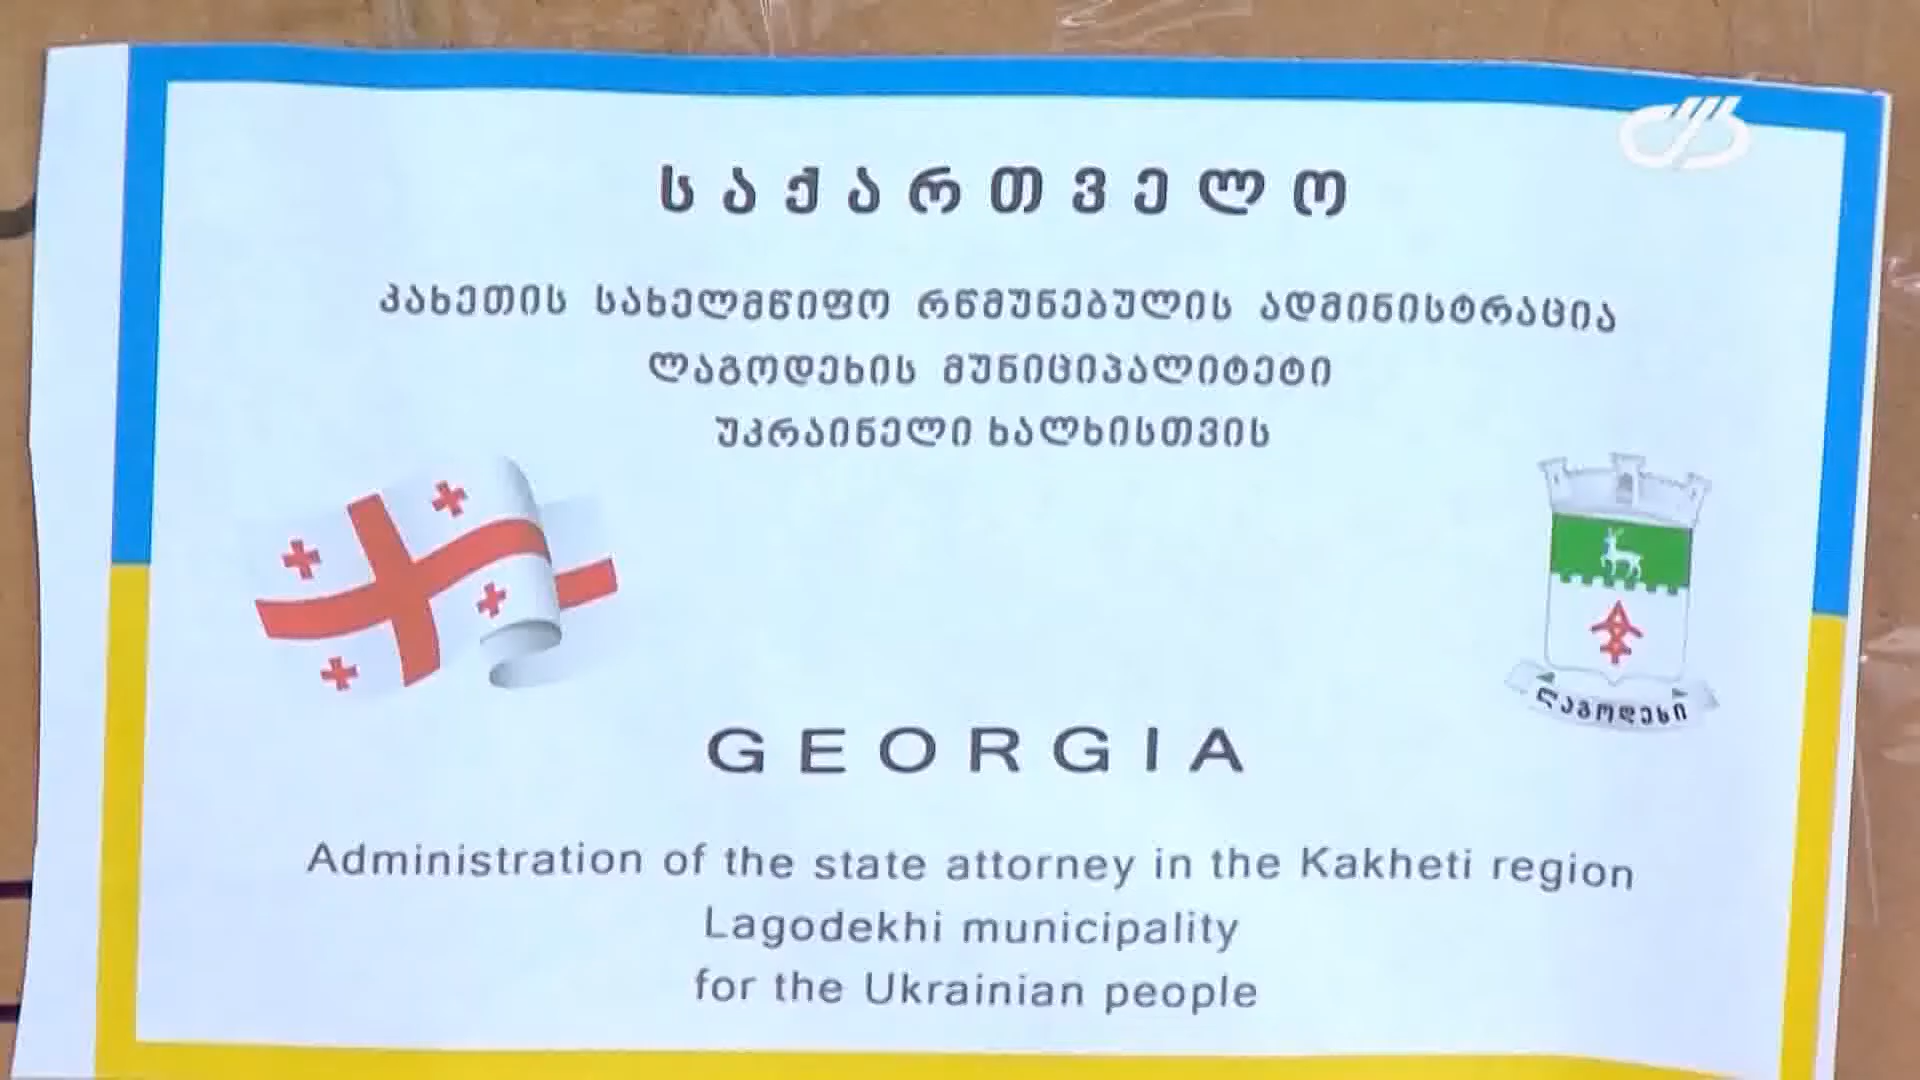 საქართველო
კახეთის სახელმწიფო რწმუნებულის ადმინისტრაცია
ლაგოდეხის მუნიციპალიტეტი
უკრაინელი ხალხისთვის
ლაგოდეხი
GEORGIA
Administration of the state attorney in the Kakheti region
Lagodekhi municipality
for the Ukrainian people